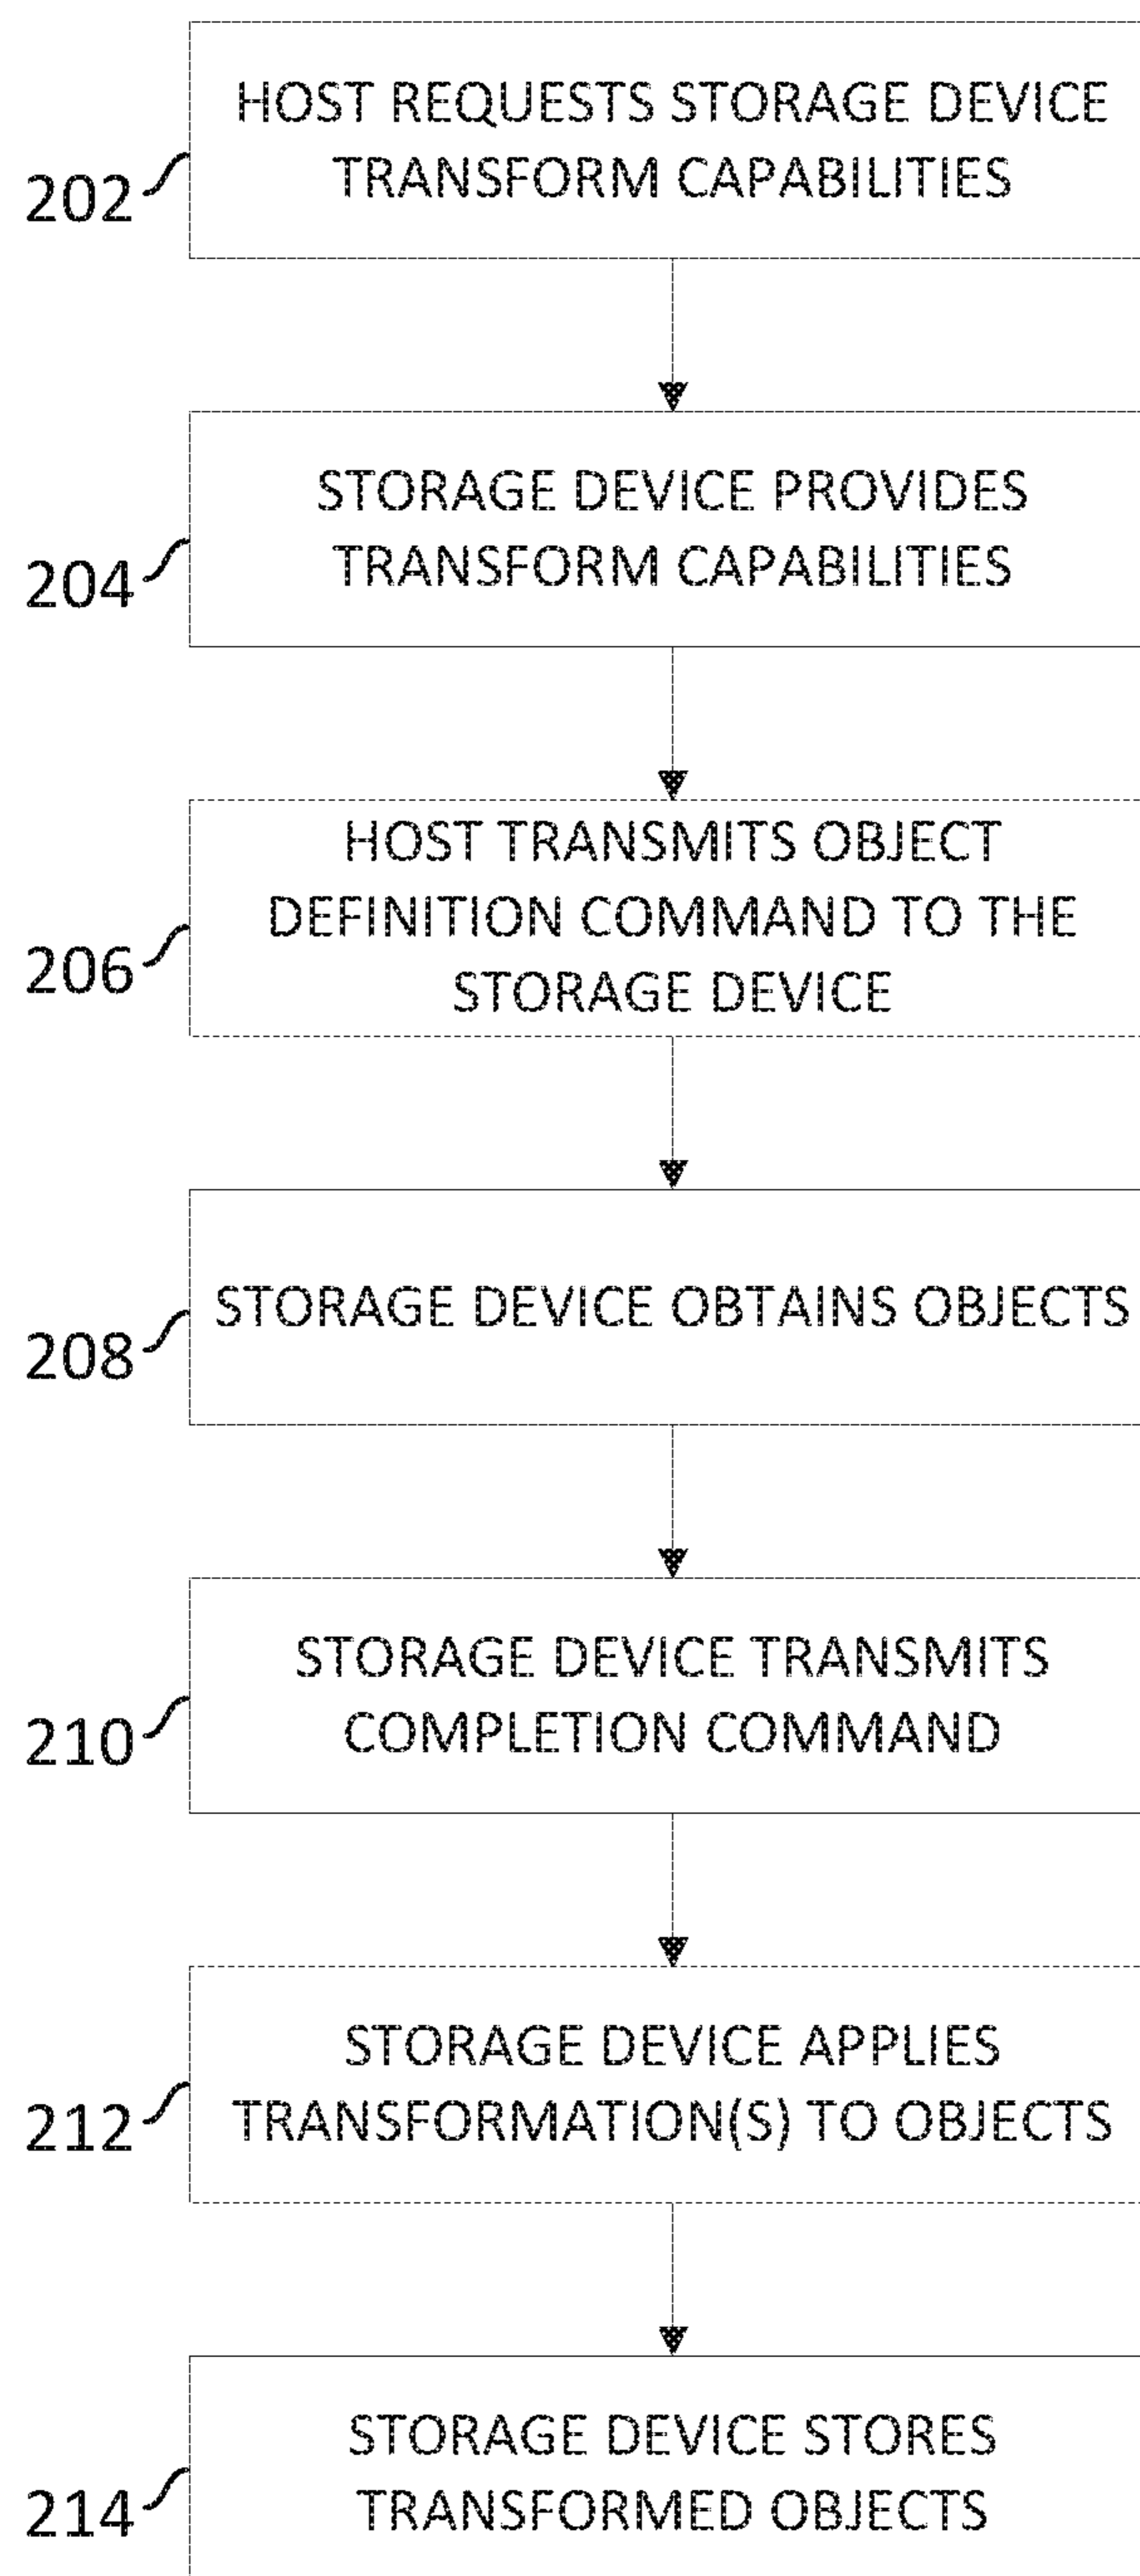 HOST REQUESTS STORAGE DEVICE
TRANSFORM CAPABILITIES
202
STORAGE DEVICE PROVIDES
TRANSFORM CAPABILITIES
204
HOST TRANSMITS OBJECT
DEFINITION COMMAND TO THE
STORAGE DEVICE
206
STORAGE DEVICE OBTAINS OBJECTS
208
STORAGE DEVICE TRANSMITS
COMPLETION COMMAND
210
STORAGE DEVICE APPLIES
TRANSFORMATION(S) TO OBJECTS
212
STORAGE DEVICE STORES
TRANSFORMED OBJECTS
214